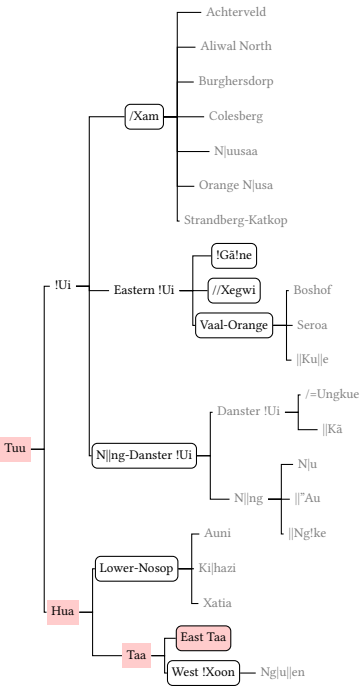 Achterveld
Aliwal North
Burghersdorp
/Xam
Colesberg
N|uusaa
Orange N|usa
Strandberg-Katkop
!Gã!ne
!Ui
Eastern !Ui
//Xegwi
Boshof
Vaal-Orange
Seroa
||Ku||e
/=Ungkue
Danster !Ui
||Kã
Tuu
N||ng-Danster !Ui
N|u
N||ng
||”Au
||Ng!ke
Auni
Lower-Nosop
Ki|hazi
Xatia
Hua
East Taa
Taa
West !Xoon
Ng|u||en